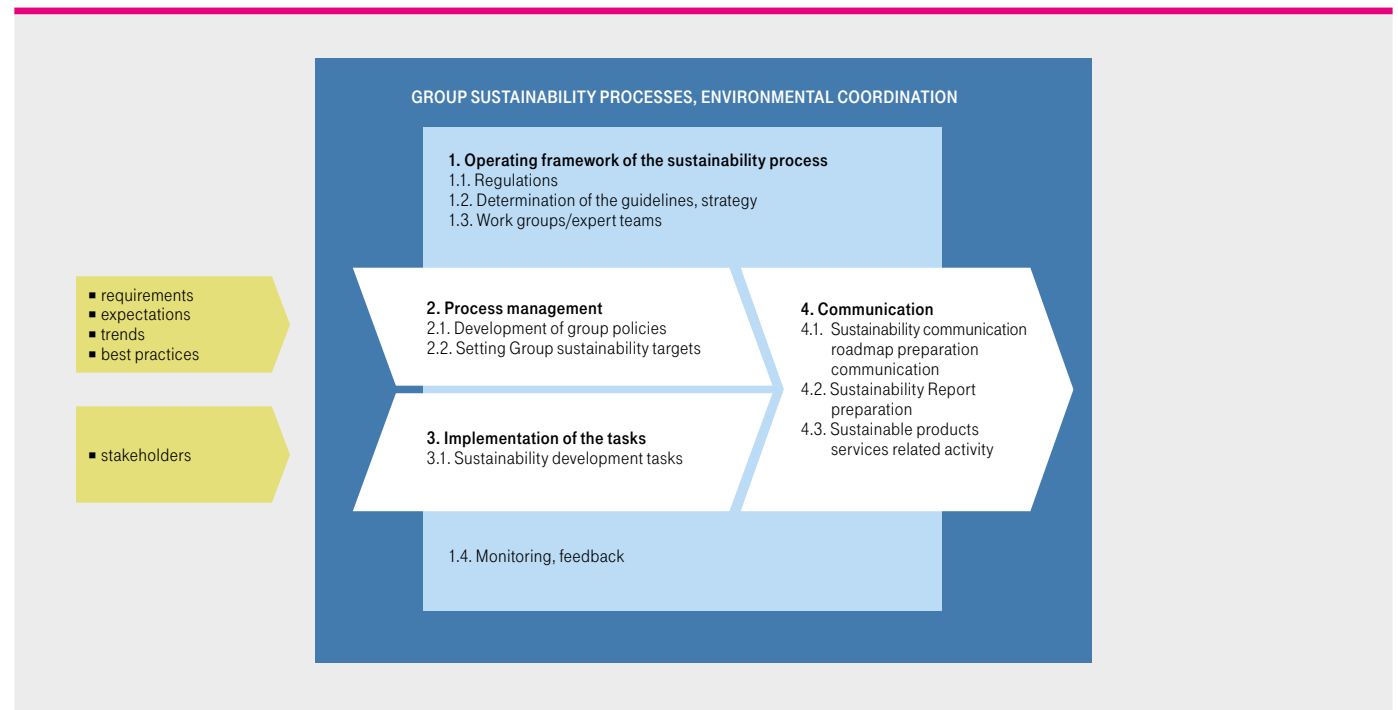 GROUP SUSTAINABILITY PROCESSES, ENVIRONMENTAL COORDINATION
1. Operating framework of the sustainability process
1.1. Regulations
1.2. Determination of the guidelines, strategy
1.3. Work groups/expert teams
▪ requirements
▪ expectations
▪ trends
▪ best practices
▪ stakeholders
2. Process management
2.1. Development of group policies
2.2. Setting Group sustainability targets
3. Implementation of the tasks
3.1. Sustainability development tasks
4. Communication
4.1. Sustainability communication
roadmap preparation
communication
4.2. Sustainability Report
preparation
4.3. Sustainable products
services related activity
1.4. Monitoring, feedback